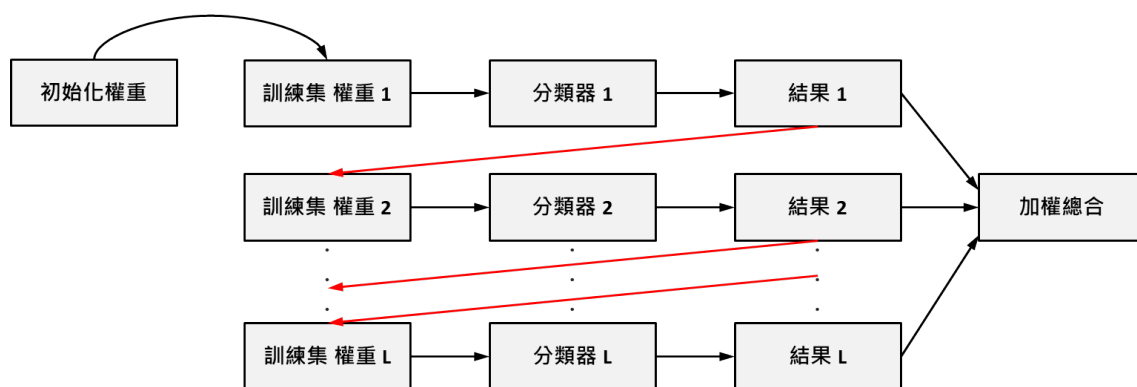 初始化權重
訓練集 權重 1
分類器 1
結果 1
訓練集 權重 2
分類器 2
結果 2
加權總合
訓練集 權重 L
分類器 L
結果 L